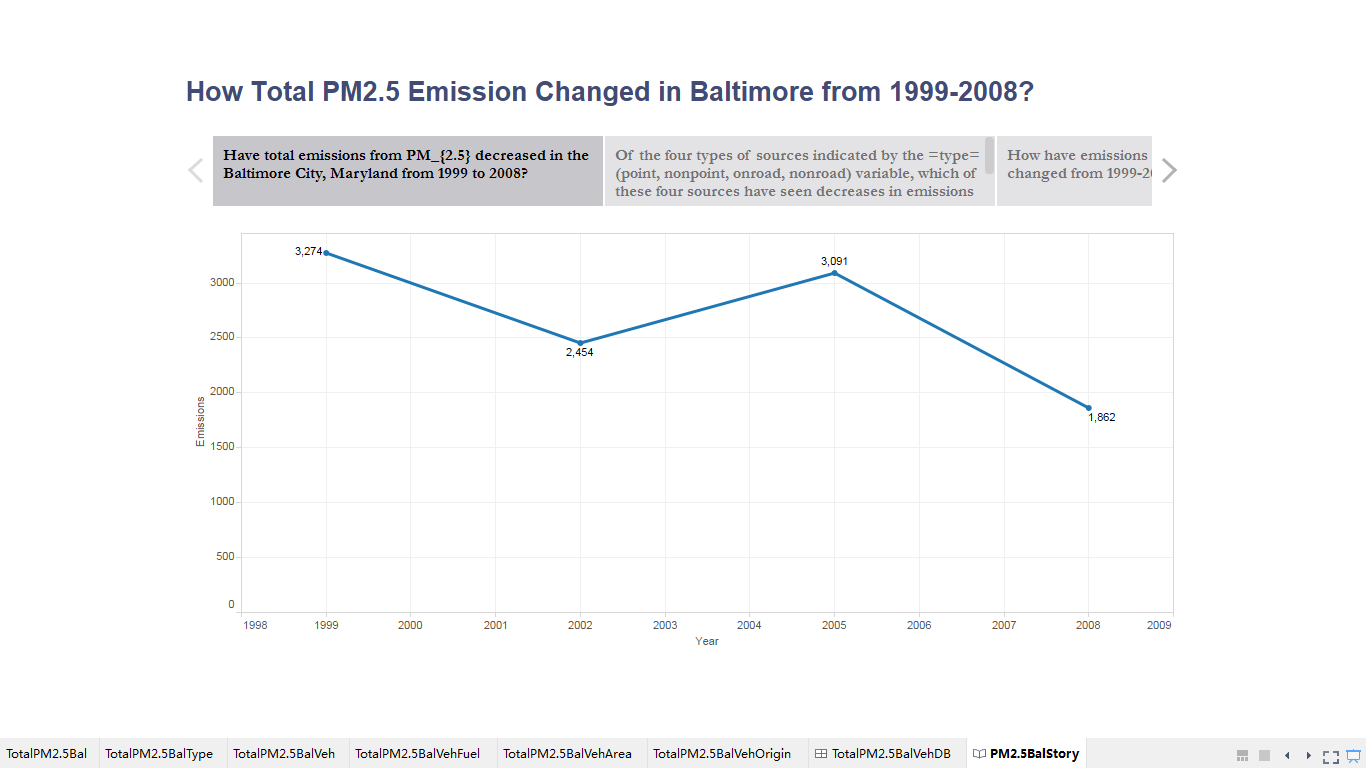 How Total PM2.5 Emission Changed in Baltimore from 1999-2008?
Have total emissions from PM_{2.5} decreased in the
Baltimore City, Maryland from 1999 to 2008?
Of the four types of sources indicated by the =type=
(point, nonpoint, onroad, nonroad) variable, which of
these four sources have seen decreases in emissions
How have emissions
changed from 1999-20
3,274
3,091
2,454
1,862
3000
2500
2000
1500
1000
500
0
Emissions
1998 1999 2000 2001 2002 2003 2004 2005 2006 2007 2008 2009
Year
TotalPM2.5Bal TotalPM2.5BalType TotalPM2.5BalVeh TotalPM2.5BalVehFuel TotalPM2.5BalVehArea TotalPM2.5BalVehOrigin TotalPM2.5BalVehDB PM2.5BalStory